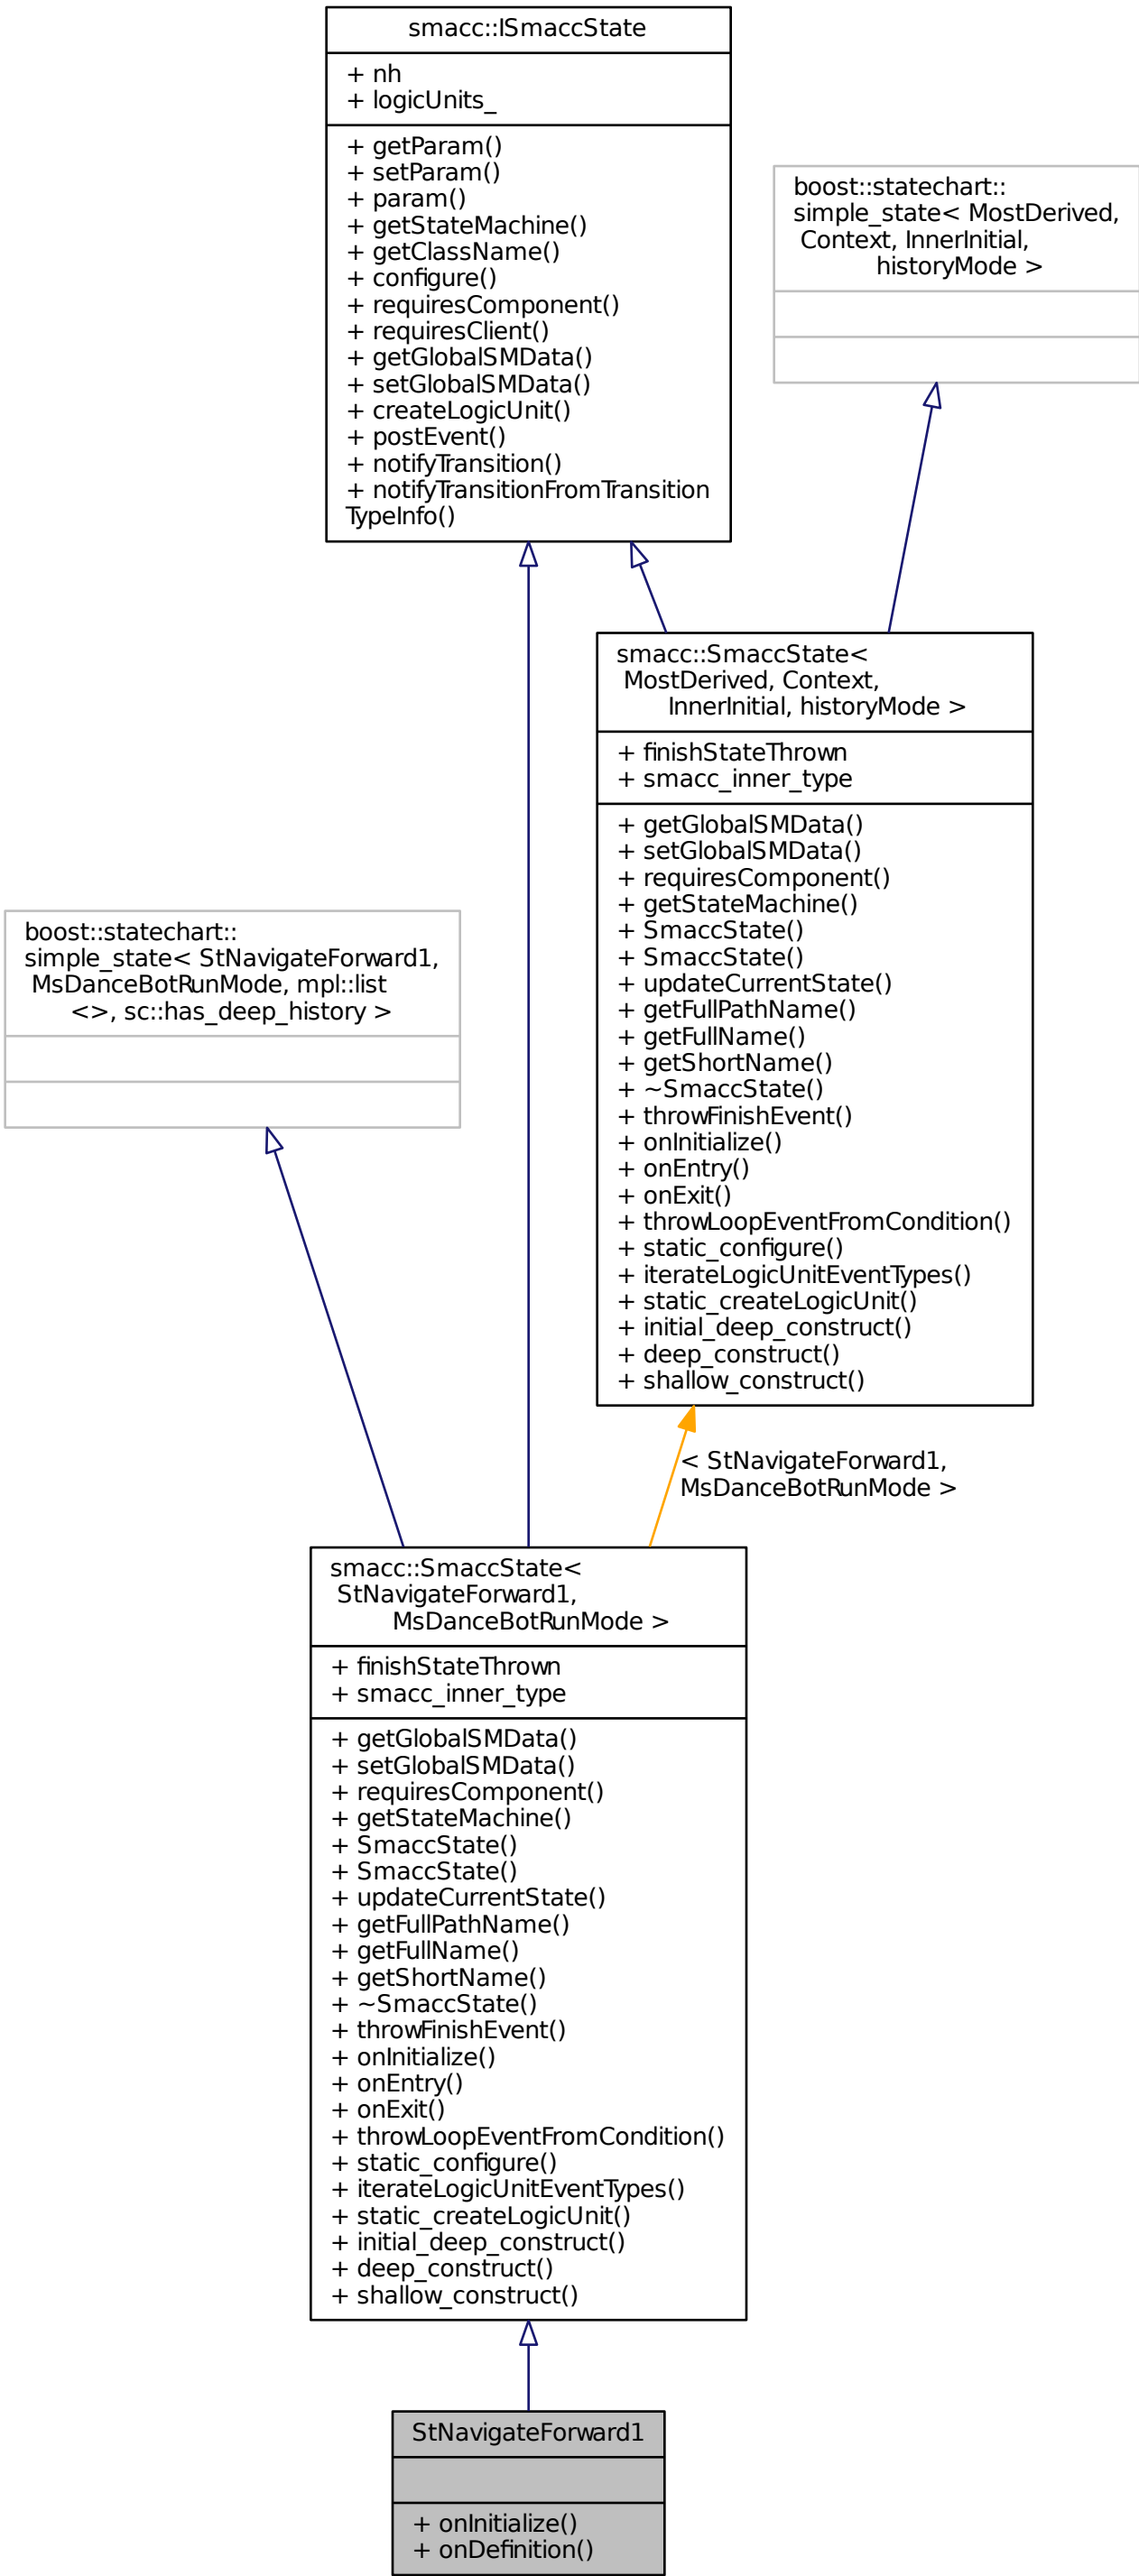 smacc::ISmaccState
+ nh
+ logicUnits_
+ getParam()
+ setParam()
+ param()
+ getStateMachine()
+ getClassName()
+ configure()
+ requiresComponent()
+ requiresClient()
+ getGlobalSMData()
+ setGlobalSMData()
+ createLogicUnit()
+ postEvent()
+ notifyTransition()
+ notifyTransitionFromTransition
TypeInfo()
boost::statechart::
simple_state< MostDerived,
Context, InnerInitial,
historyMode >
smacc::SmaccState<
MostDerived, Context,
InnerInitial, historyMode >
+ finishStateThrown
+ smacc_inner_type
+ getGlobalSMData()
+ setGlobalSMData()
+ requiresComponent()
+ getStateMachine()
+ SmaccState()
+ SmaccState()
+ updateCurrentState()
+ getFullPathName()
+ getFullName()
+ getShortName()
+ ~SmaccState()
+ throwFinishEvent()
+ onInitialize()
+ onEntry()
+ onExit()
+ throwLoopEventFromCondition()
+ static_configure()
+ iterateLogicUnitEventTypes()
+ static_createLogicUnit()
+ initial_deep_construct()
+ deep_construct()
+ shallow_construct()
boost::statechart::
simple_state< StNavigateForward1,
MsDanceBotRunMode, mpl::list
<>, sc::has_deep_history >
< StNavigateForward1,
MsDanceBotRunMode >
smacc::SmaccState<
StNavigateForward1,
MsDanceBotRunMode >
+ finishStateThrown
+ smacc_inner_type
+ getGlobalSMData()
+ setGlobalSMData()
+ requiresComponent()
+ getStateMachine()
+ SmaccState()
+ SmaccState()
+ updateCurrentState()
+ getFullPathName()
+ getFullName()
+ getShortName()
+ ~SmaccState()
+ throwFinishEvent()
+ onInitialize()
+ onEntry()
+ onExit()
+ throwLoopEventFromCondition()
+ static_configure()
+ iterateLogicUnitEventTypes()
+ static_createLogicUnit()
+ initial_deep_construct()
+ deep_construct()
+ shallow_construct()
StNavigateForward1
+ onInitialize()
+ onDefinition()